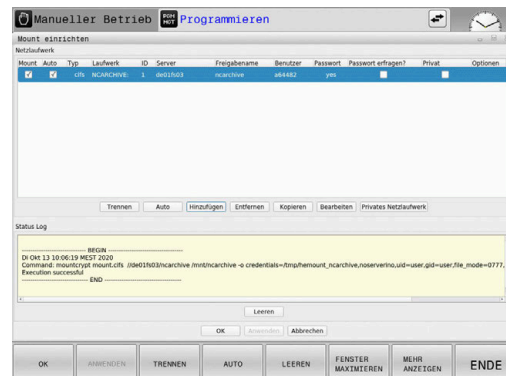 Manueller Betrieb PGM MGT Programmieren
Mount einrichten
Netzlaufwerk
Mount Auto Typ Laufwerk ID Server Freigabename Benutzer Passwort Passwort erfragen? Privat Optionen
cifs NCARCHIVE: 1 de01fs03 ncarchive a64482 yes
Trennen Auto Hinzufügen Entfernen Kopieren Bearbeiten Privates Netzlaufwerk
Status Log
------------------------ BEGIN ------------------------
Di Okt 13 10:06:19 MEST 2020
Command: mountcrypt mount.cifs //de01fs03/ncarchive /mnt/ncarchive -o credentials=/tmp/hemount_ncarchive,noserverino,uid=user,gid=user,file_mode=0777,
Execution successful
------------------------ END ------------------------
Leeren
OK Anwenden Abbrechen
OK ANWENDEN TRENNEN AUTO LEEREN FENSTER MAXIMIEREN MEHR ANZEIGEN ENDE